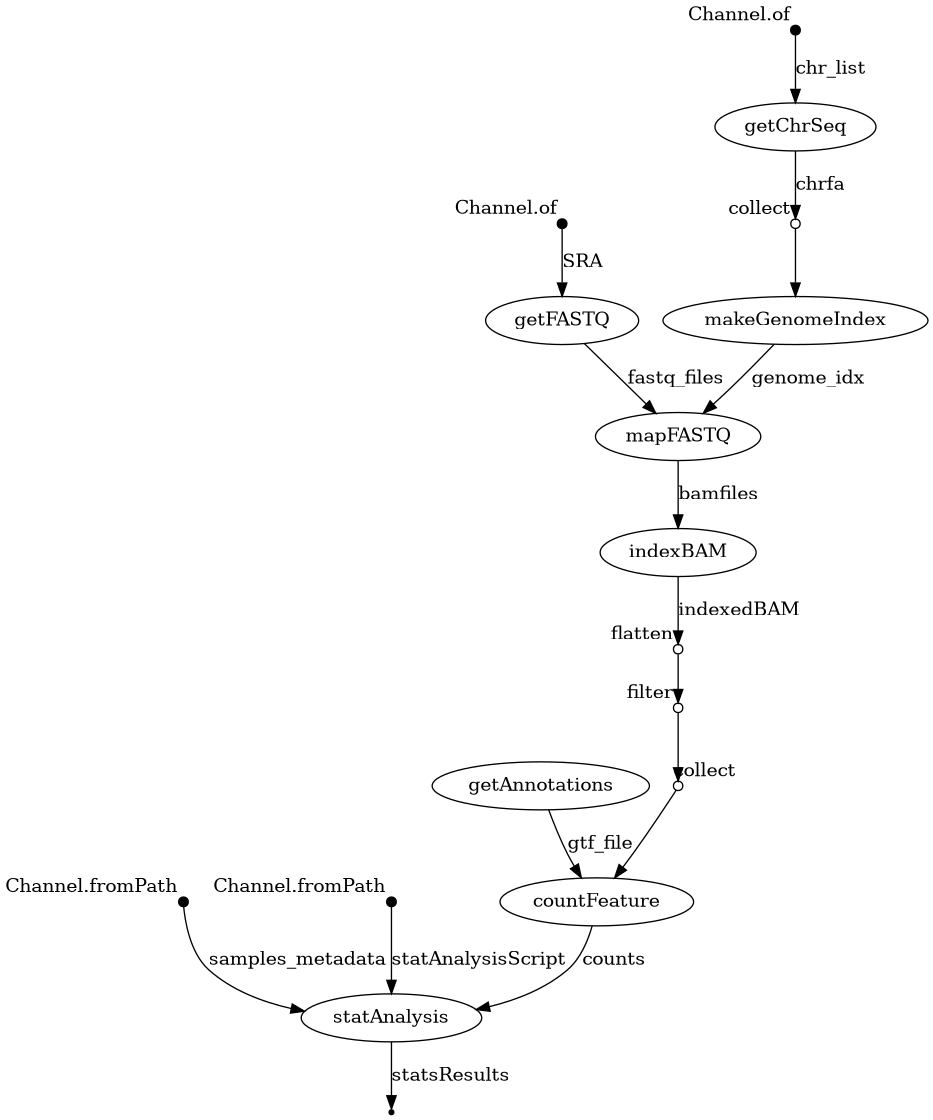 Channel.of
chr_list
getChrSeq
chrfa
Channel.of
collect
SRA
getFASTQ
makeGenomeIndex
fastq_files
genome_idx
mapFASTQ
bamfiles
indexBAM
indexedBAM
flatten
filter
collect
getAnnotations
gtf_file
Channel.fromPath
Channel.fromPath
countFeature
samples_metadata
statAnalysisScript
counts
statAnalysis
statsResults